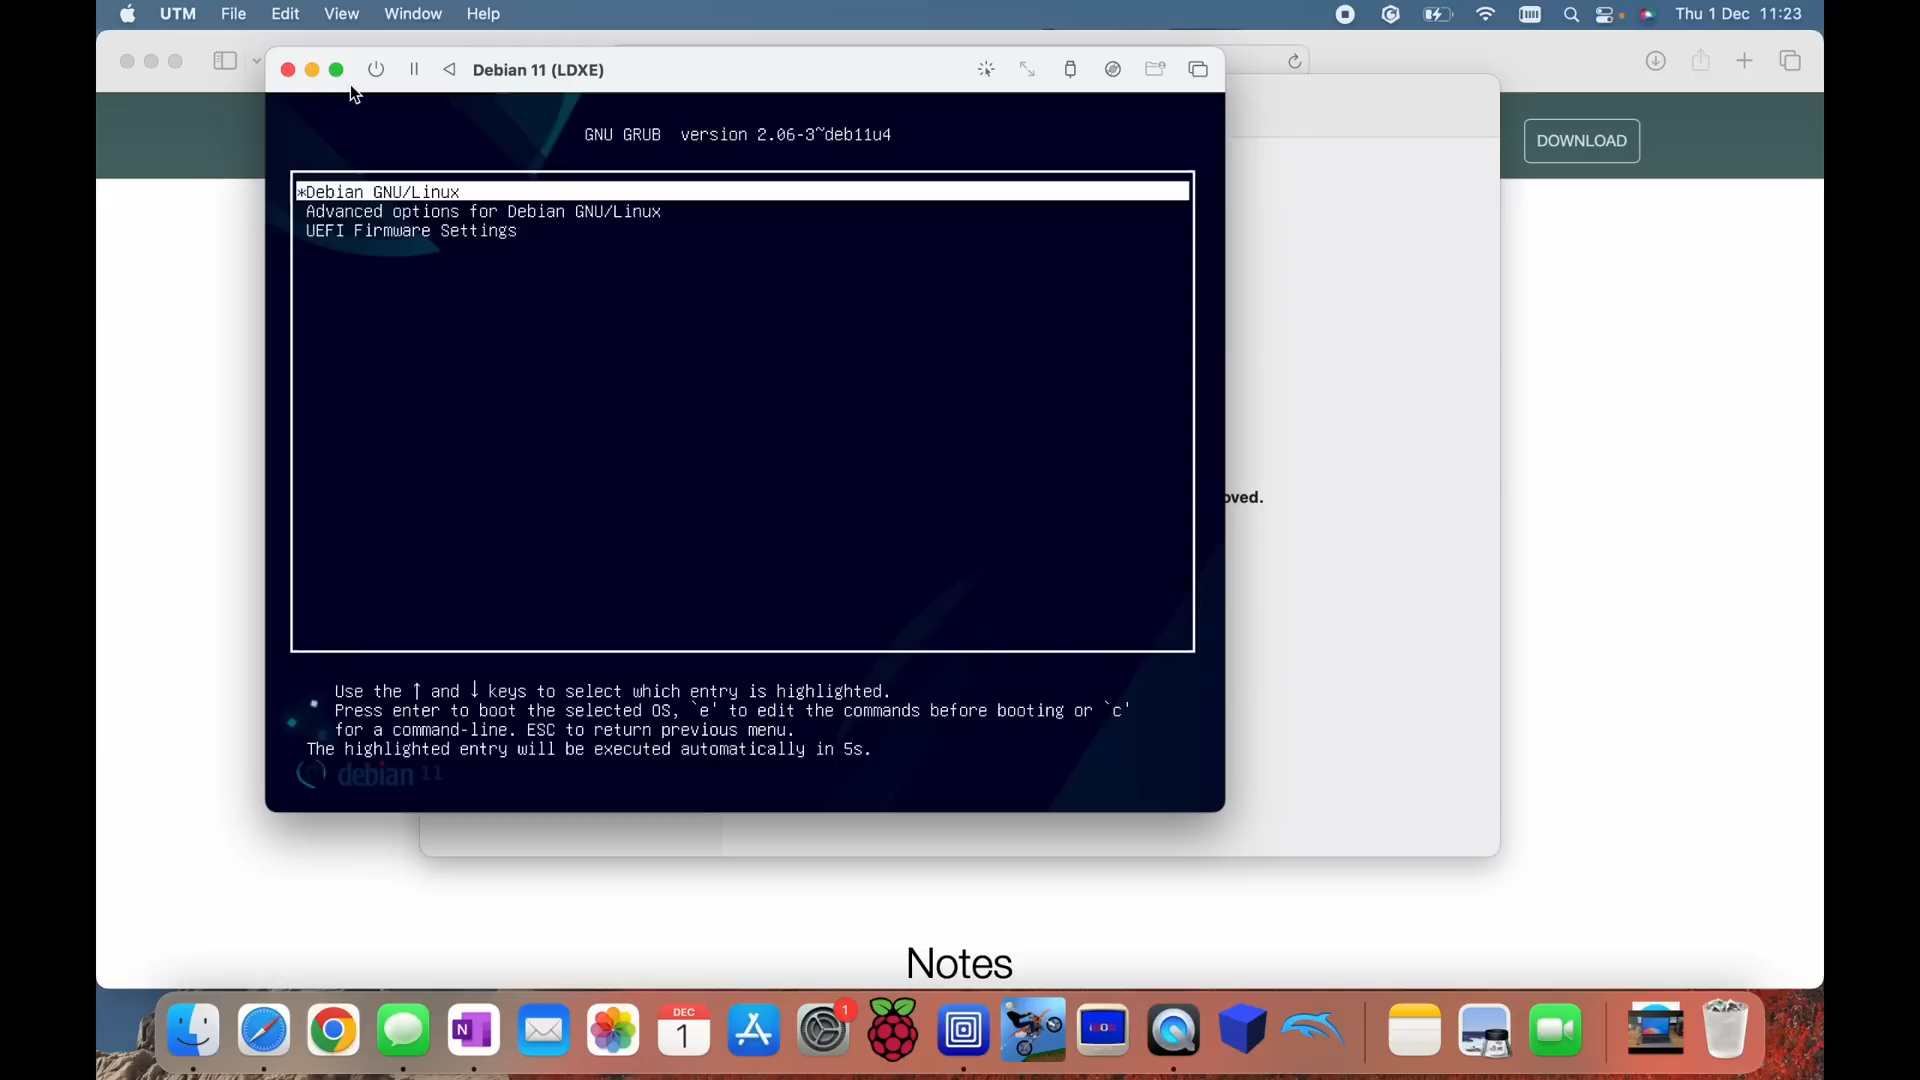 UTM File Edit View Window Help
Thu 1 Dec 11:23
Debian 11 (LDXE)
DOWNLOAD
GNU GRUB version 2.06-3~deb11u4
*Debian GNU/Linux
Advanced options for Debian GNU/Linux
UEFI Firmware Settings
oved.
Use the ↑ and ↓ keys to select which entry is highlighted.
Press enter to boot the selected OS, `e' to edit the commands before booting or `c'
for a command-line. ESC to return previous menu.
The highlighted entry will be executed automatically in 5s.
debian 11
Notes
N
DEC
1
1